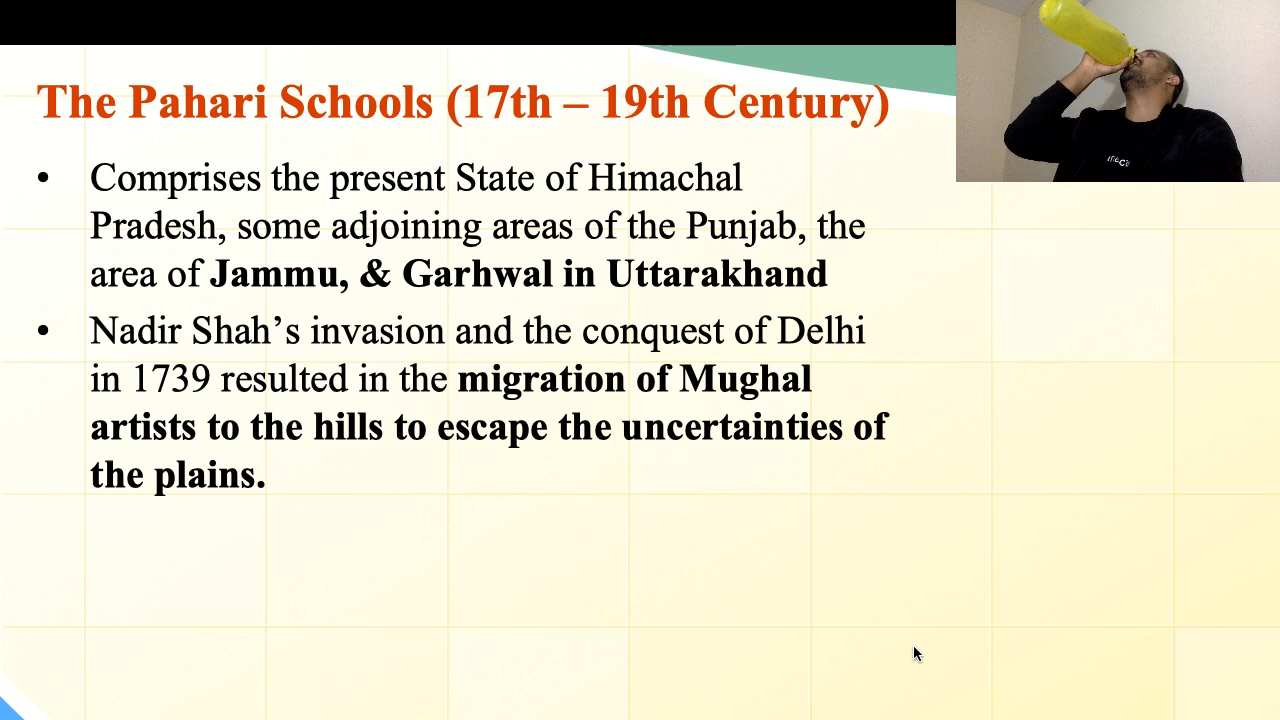 The Pahari Schools (17th – 19th Century)
• Comprises the present State of Himachal
Pradesh, some adjoining areas of the Punjab, the
area of Jammu, & Garhwal in Uttarakhand
• Nadir Shah’s invasion and the conquest of Delhi
in 1739 resulted in the migration of Mughal
artists to the hills to escape the uncertainties of
the plains.